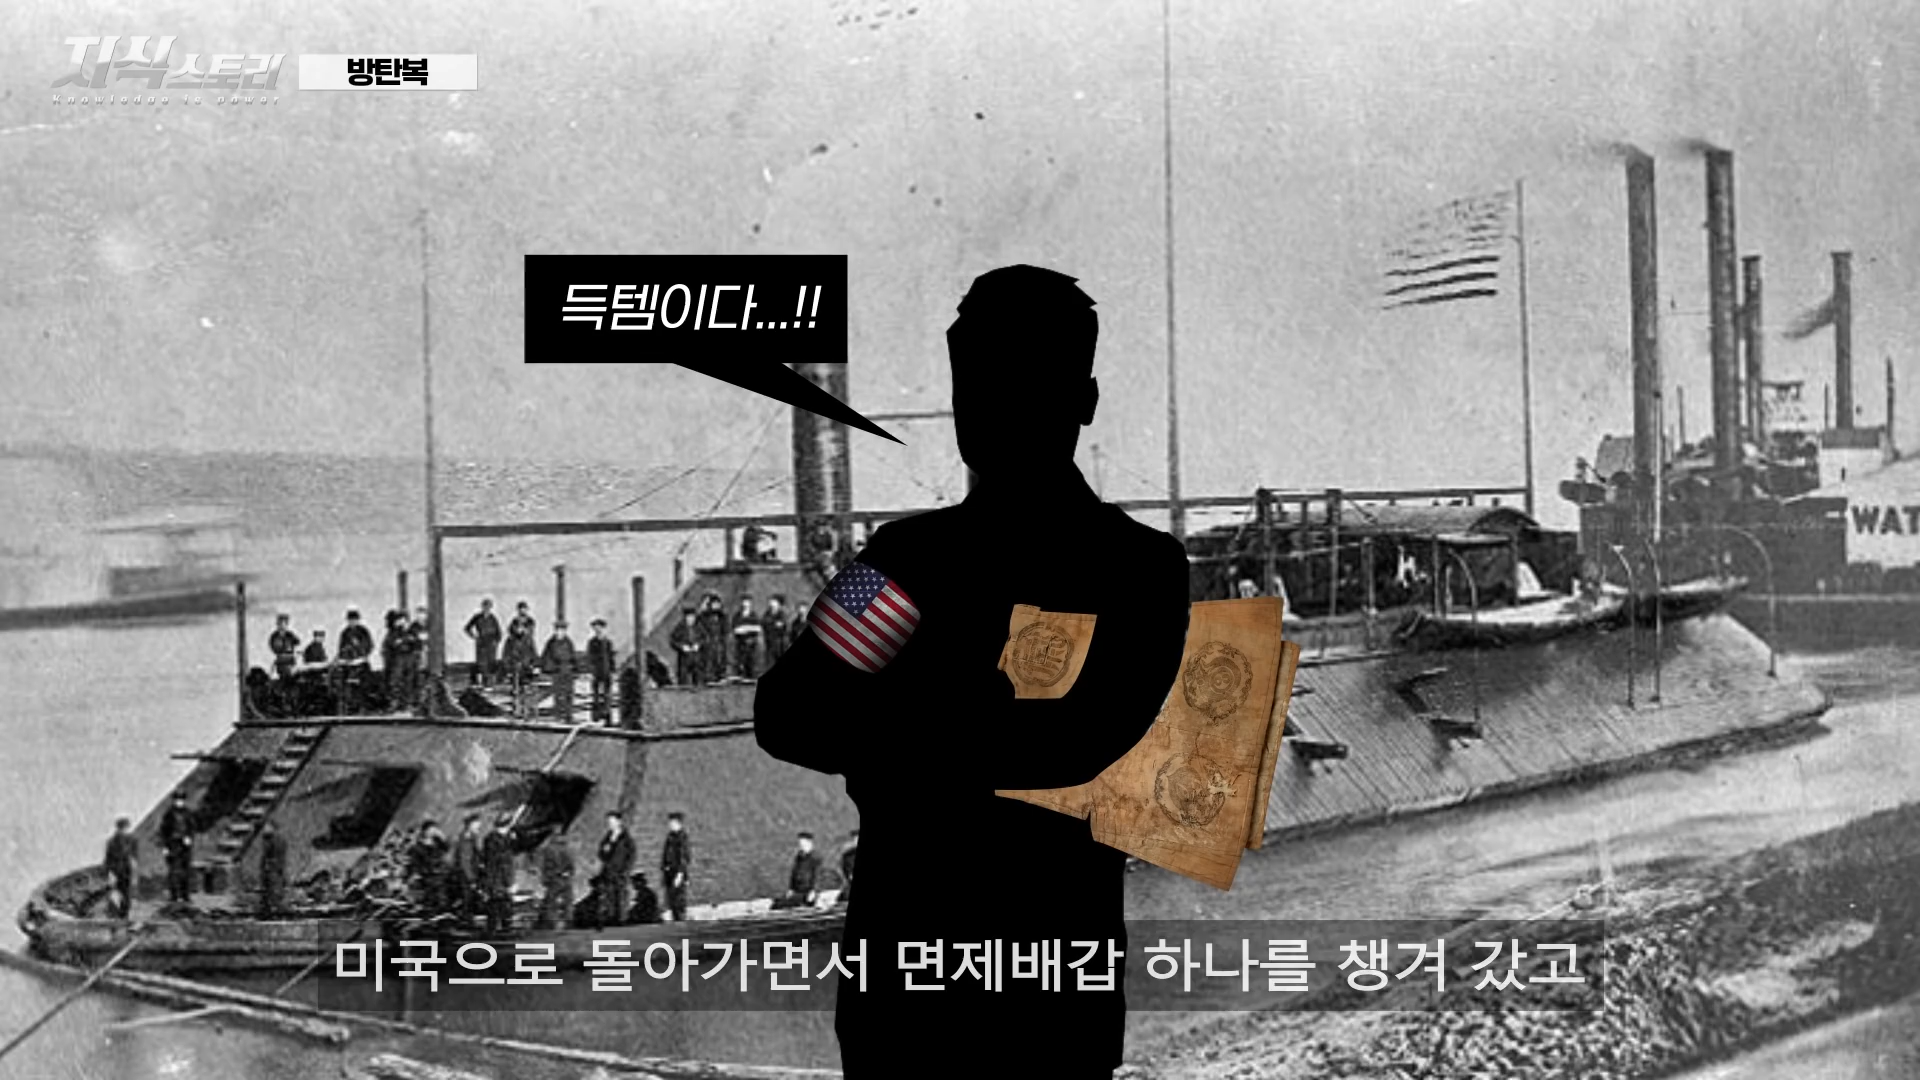 지식스토리
방탄복
Knowledge is power
득템이다...!!
WAT
미국으로 돌아가면서 면제배갑 하나를 챙겨 갔고